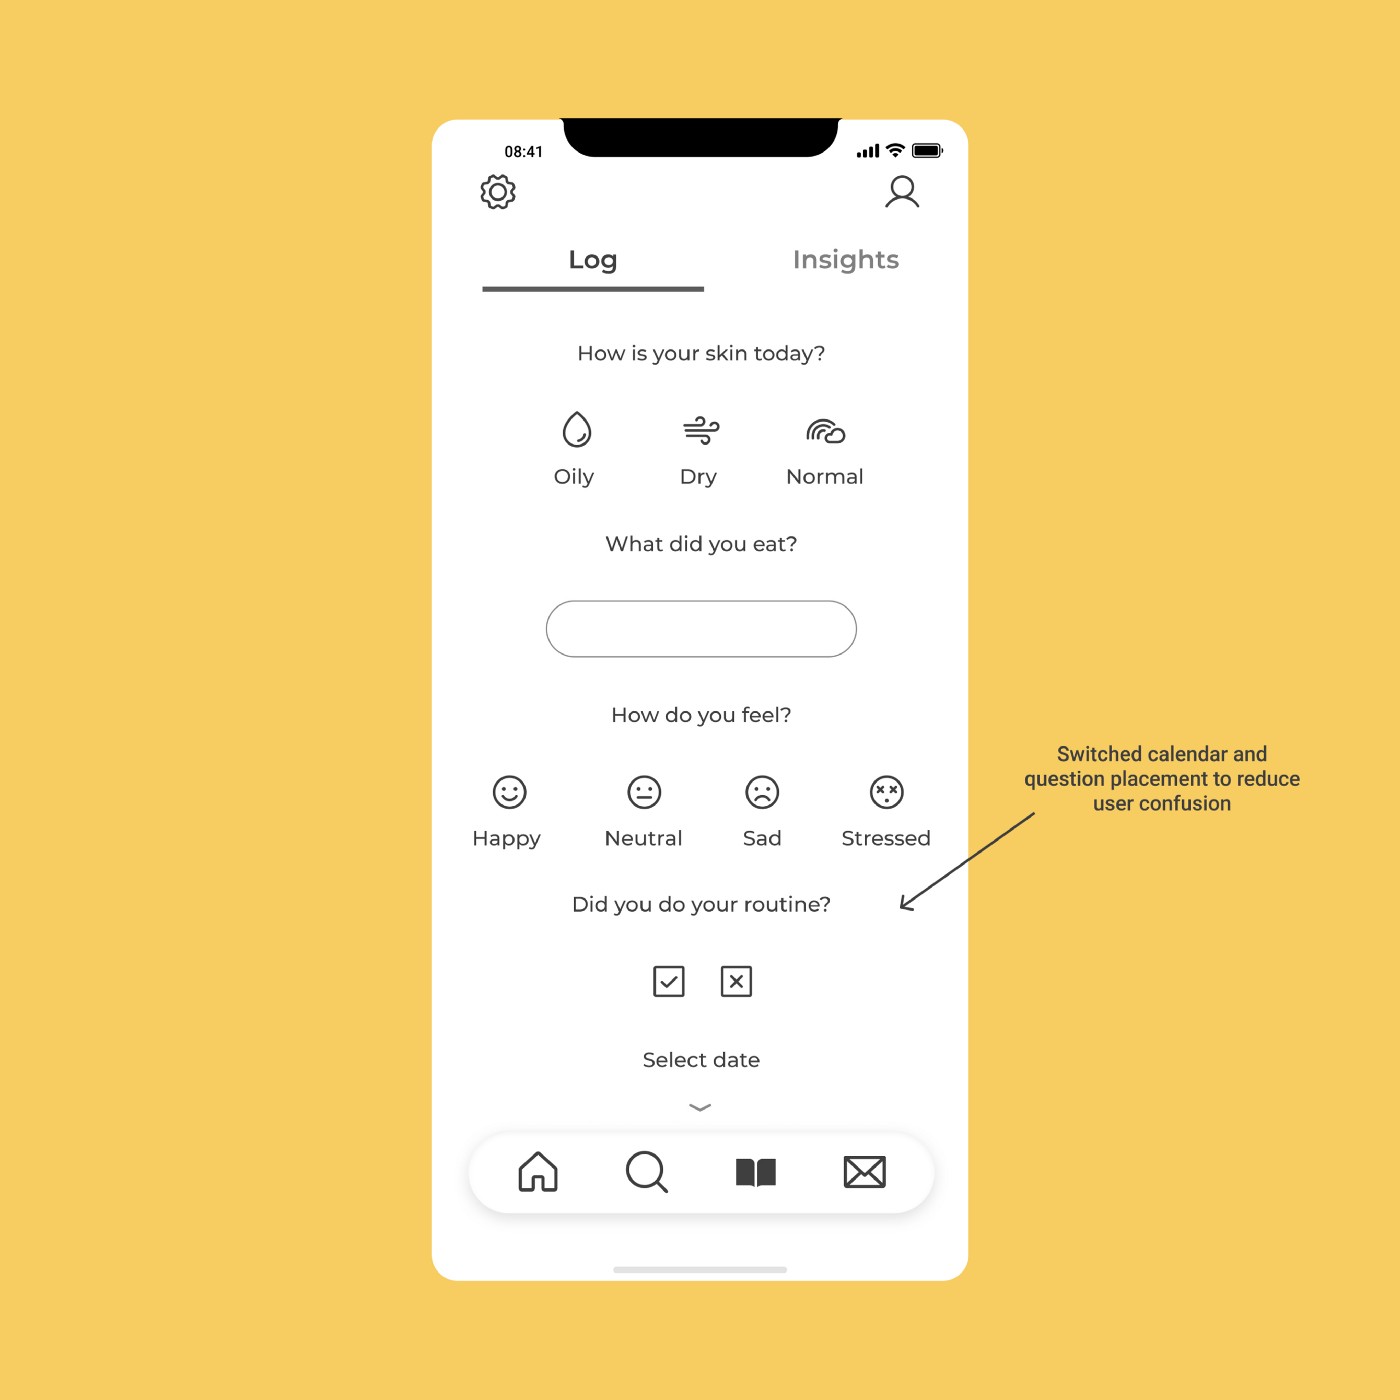 08:41
Log
Insights
How is your skin today?
Oily
Dry
Normal
What did you eat?
How do you feel?
Happy
Neutral
Sad
Stressed
Switched calendar and
question placement to reduce
user confusion
Did you do your routine?
Select date